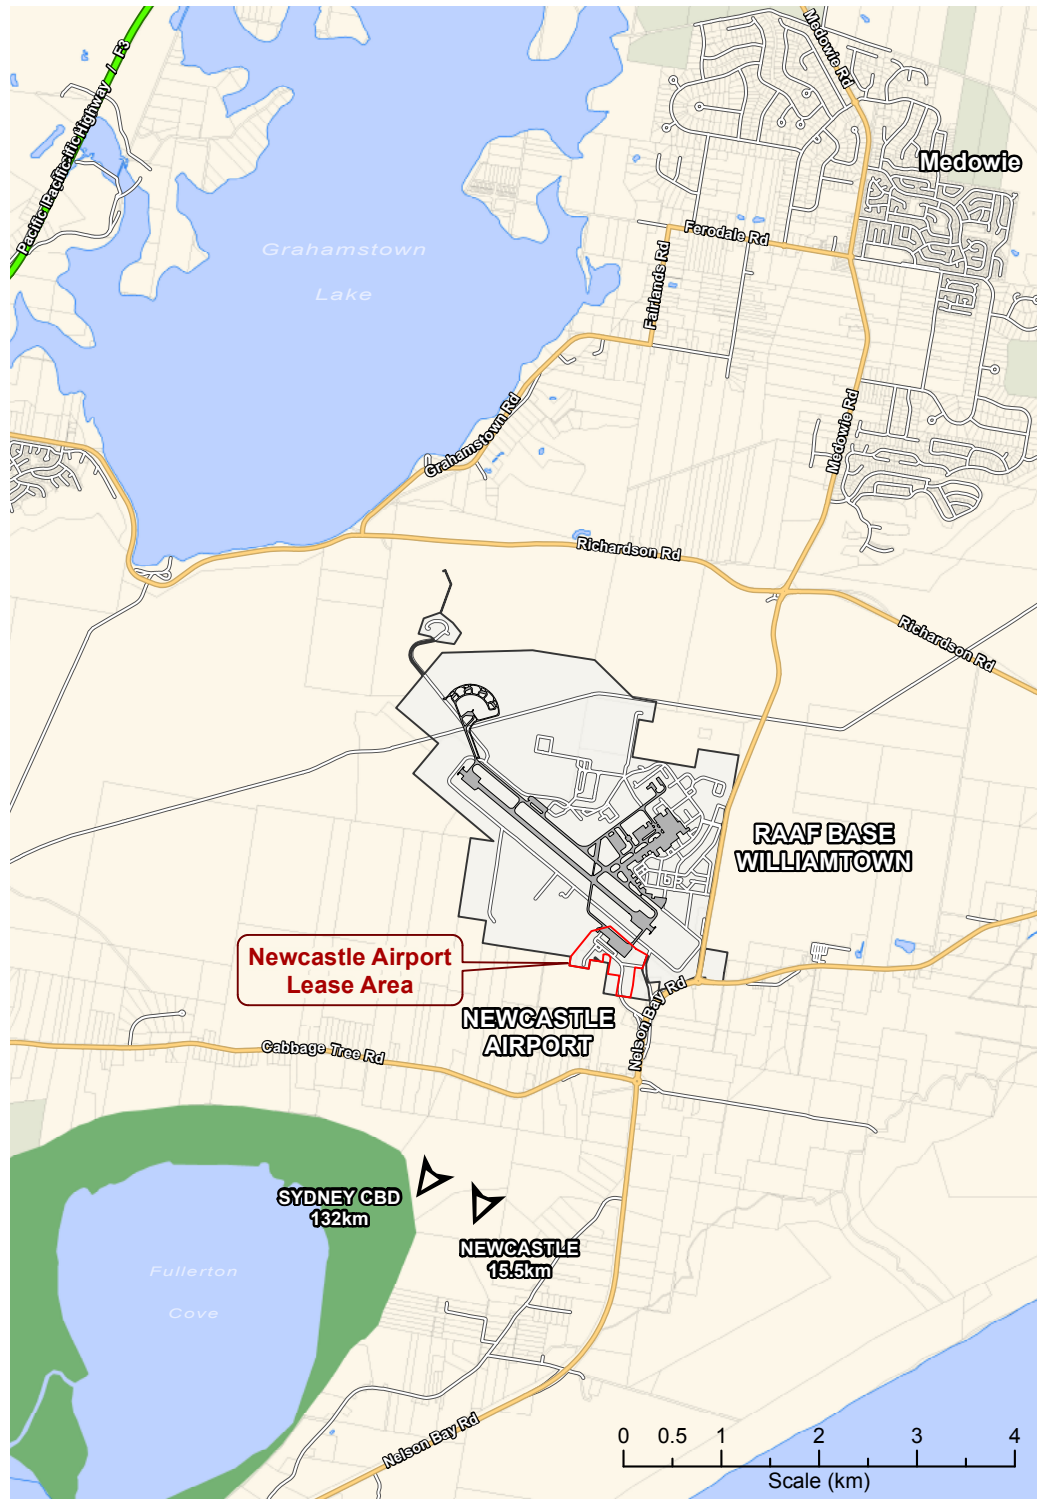 Pacific Highway / F3
Medowie Rd
Medowie
Grahamstown
Lake
Ferodale Rd
Fairlands Rd
Grahamstown Rd
Medowie Rd
Richardson Rd
Richardson Rd
RAAF BASE
WILLIAMTOWN
Newcastle Airport
Lease Area
NEWCASTLE
AIRPORT
Nelson Bay Rd
Cabbage Tree Rd
SYDNEY CBD
132km
NEWCASTLE
15.5km
Fullerton
Cove
Nelson Bay Rd
0 0.5 1 2 3 4
Scale (km)